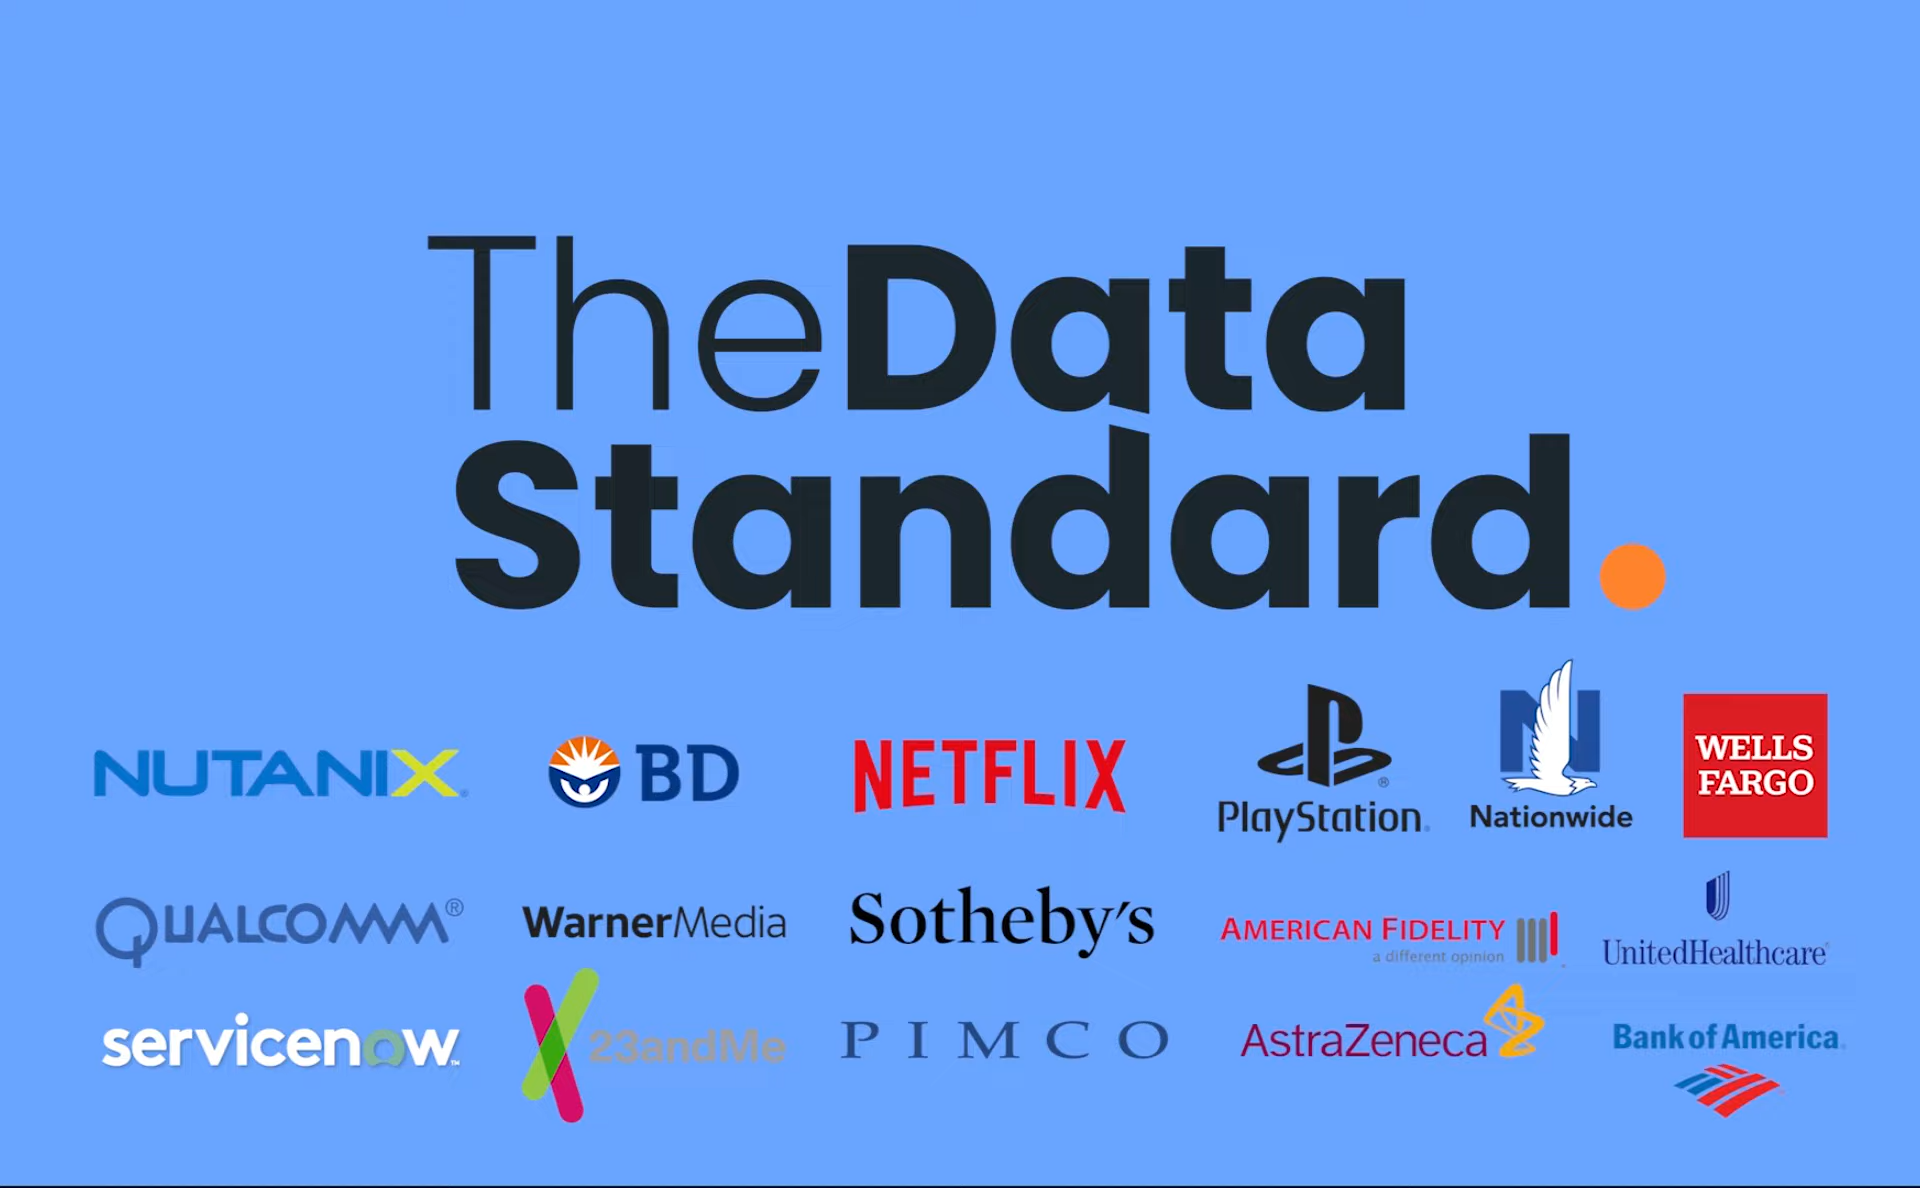 TheData
Standard.
NUTANIX®
BD
NETFLIX
PlayStation®
Nationwide
WELLS
FARGO
QUALCOMM®
WarnerMedia
Sotheby's
AMERICAN FIDELITY
a different opinion
UnitedHealthcare®
servicenow™
23andMe
PIMCO
AstraZeneca
Bank of America